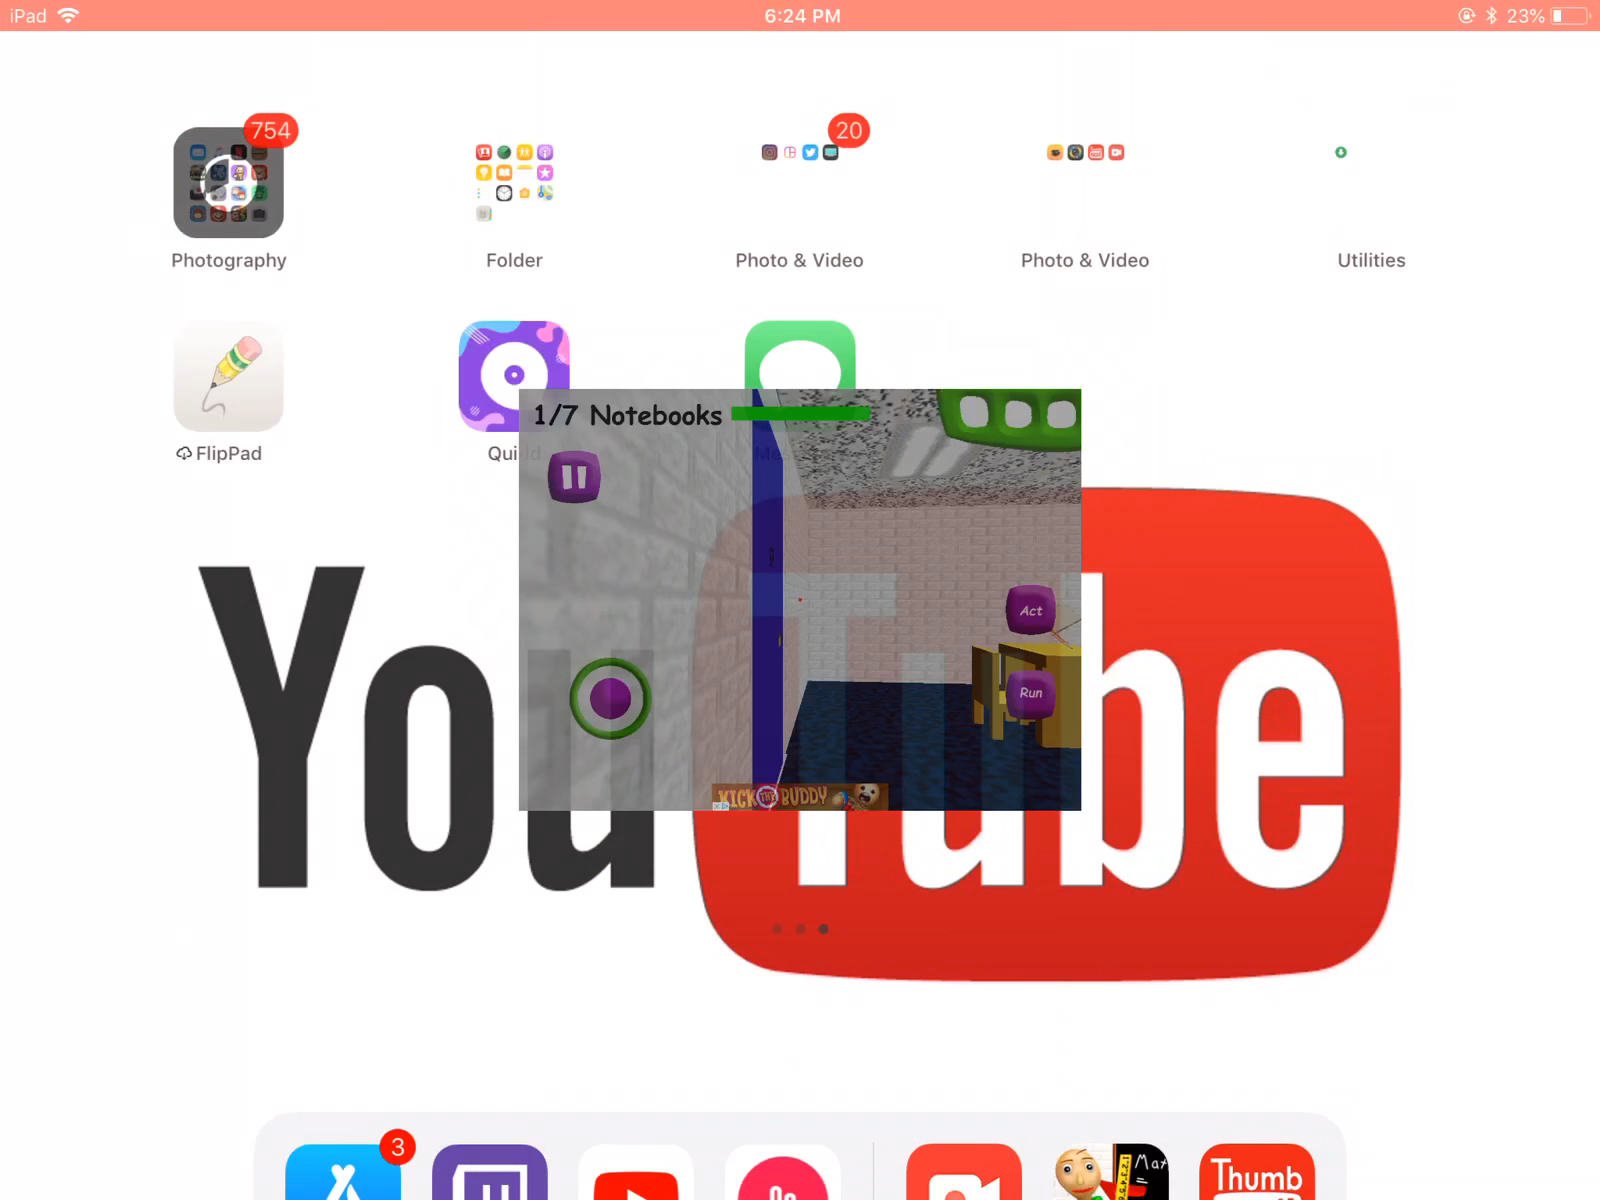 iPad 6:24 PM 23%
754 20
Photography Folder Photo & Video Photo & Video Utilities
1/7 Notebooks
FlipPad
Act
Run
YouTube
KICK THE BUDDY
3
Mat
=
Thumb